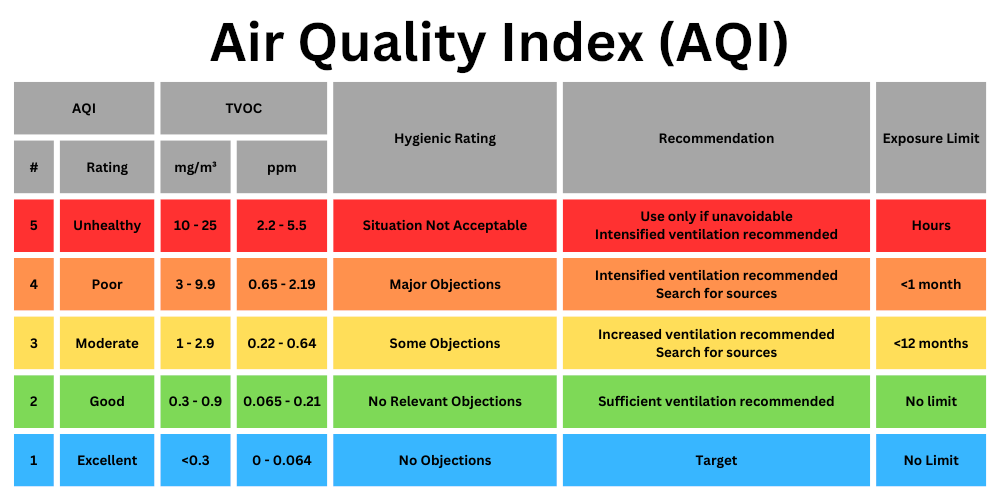 Air Quality Index (AQI)
AQI
TVOC
Hygienic Rating
Recommendation
Exposure Limit
#
Rating
mg/m³
ppm
5
Unhealthy
10 - 25
2.2 - 5.5
Situation Not Acceptable
Use only if unavoidable
Intensified ventilation recommended
Hours
4
Poor
3 - 9.9
0.65 - 2.19
Major Objections
Intensified ventilation recommended
Search for sources
<1 month
3
Moderate
1 - 2.9
0.22 - 0.64
Some Objections
Increased ventilation recommended
Search for sources
<12 months
2
Good
0.3 - 0.9
0.065 - 0.21
No Relevant Objections
Sufficient ventilation recommended
No limit
1
Excellent
<0.3
0 - 0.064
No Objections
Target
No Limit